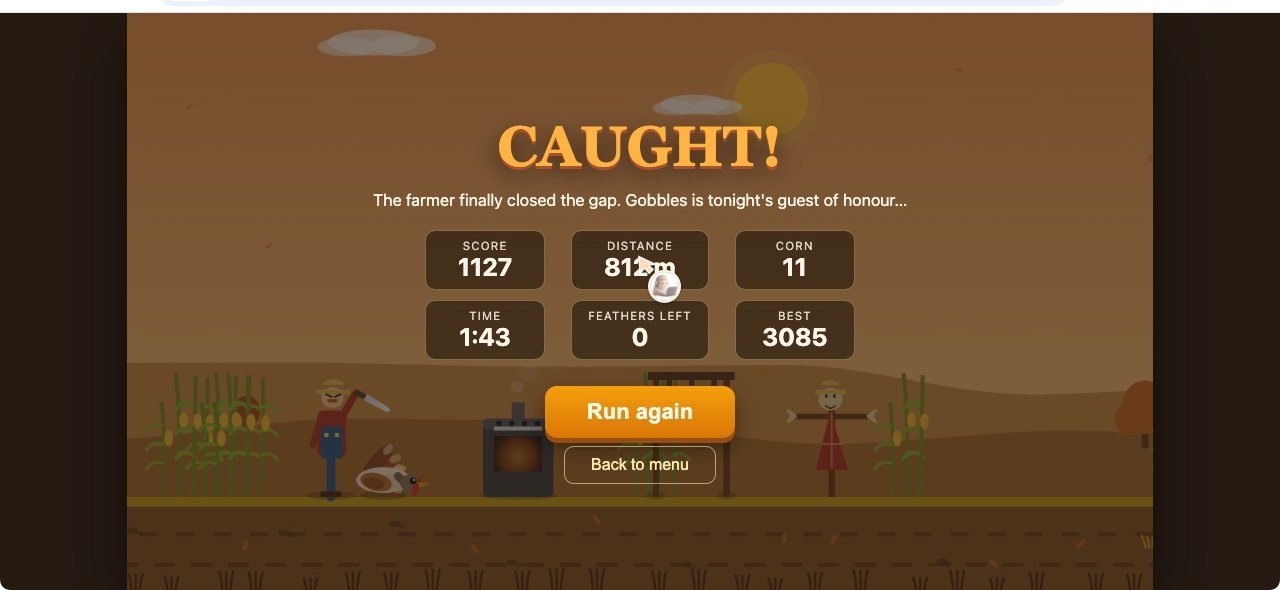 CAUGHT!
The farmer finally closed the gap. Gobbles is tonight's guest of honour...
SCORE
1127
DISTANCE
812 m
CORN
11
TIME
1:43
FEATHERS LEFT
0
BEST
3085
Run again
Back to menu